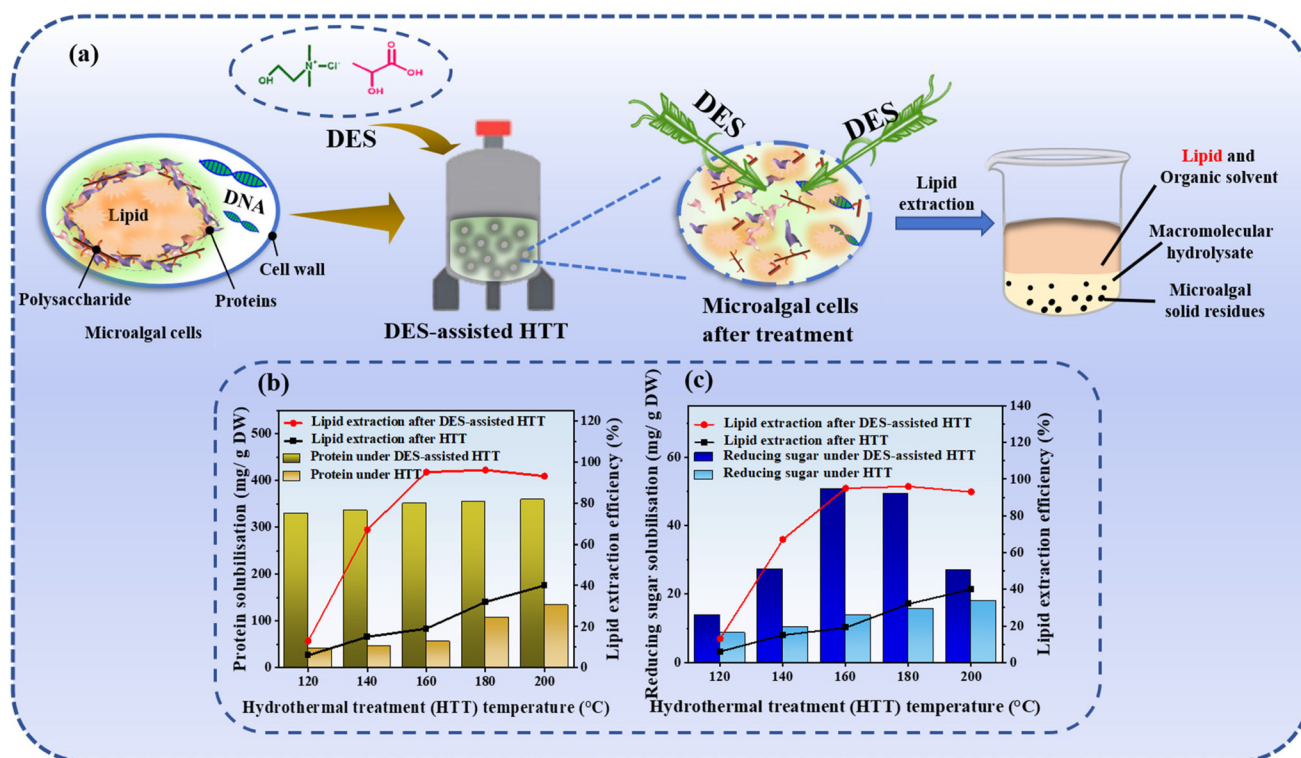 (a)
OH
N⁺
Cl⁻
O
OH
OH
DES
Lipid
DNA
Cell wall
Polysaccharide
Proteins
Microalgal cells
DES-assisted HTT
DES
DES
Microalgal cells
after treatment
Lipid
extraction
Lipid and
Organic solvent
Macromolecular
hydrolysate
Microalgal
solid residues
(b)
Protein solubilisation (mg/ g DW)
500
400
300
200
100
0
Lipid extraction after DES-assisted HTT
Lipid extraction after HTT
Protein under DES-assisted HTT
Protein under HTT
120
100
80
60
40
20
0
Lipid extraction efficiency (%)
120 140 160 180 200
Hydrothermal treatment (HTT) temperature (°C)
(c)
Reducing sugar solubilisation (mg/ g DW)
60
40
20
0
Lipid extraction after DES-assisted HTT
Lipid extraction after HTT
Reducing sugar under DES-assisted HTT
Reducing sugar under HTT
140
120
100
80
60
40
20
0
Lipid extraction efficiency (%)
120 140 160 180 200
Hydrothermal treatment (HTT) temperature (°C)